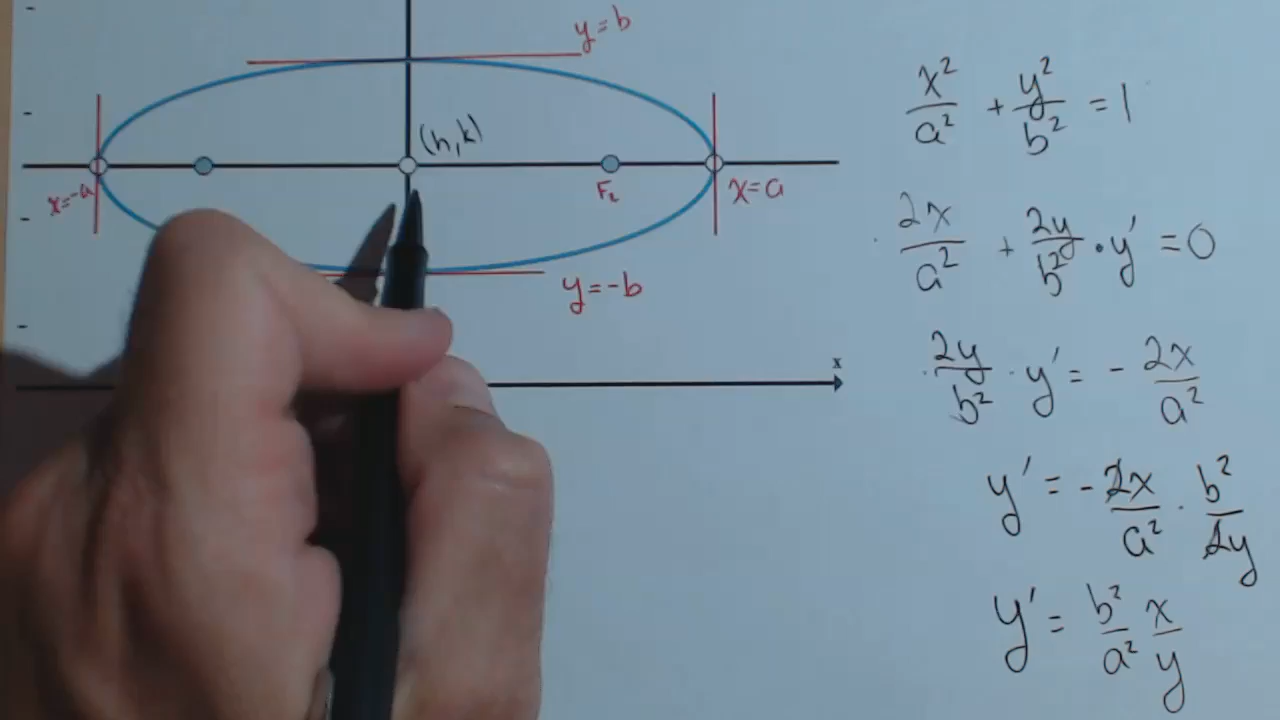 y = b
(h, k)
x = -a
F₂
x = a
y = -b
x
x²/a² + y²/b² = 1
2x/a² + 2y/b² · y' = 0
2y/b² · y' = - 2x/a²
y' = - 2x/a² · b²/2y
y' = b²/a² x/y